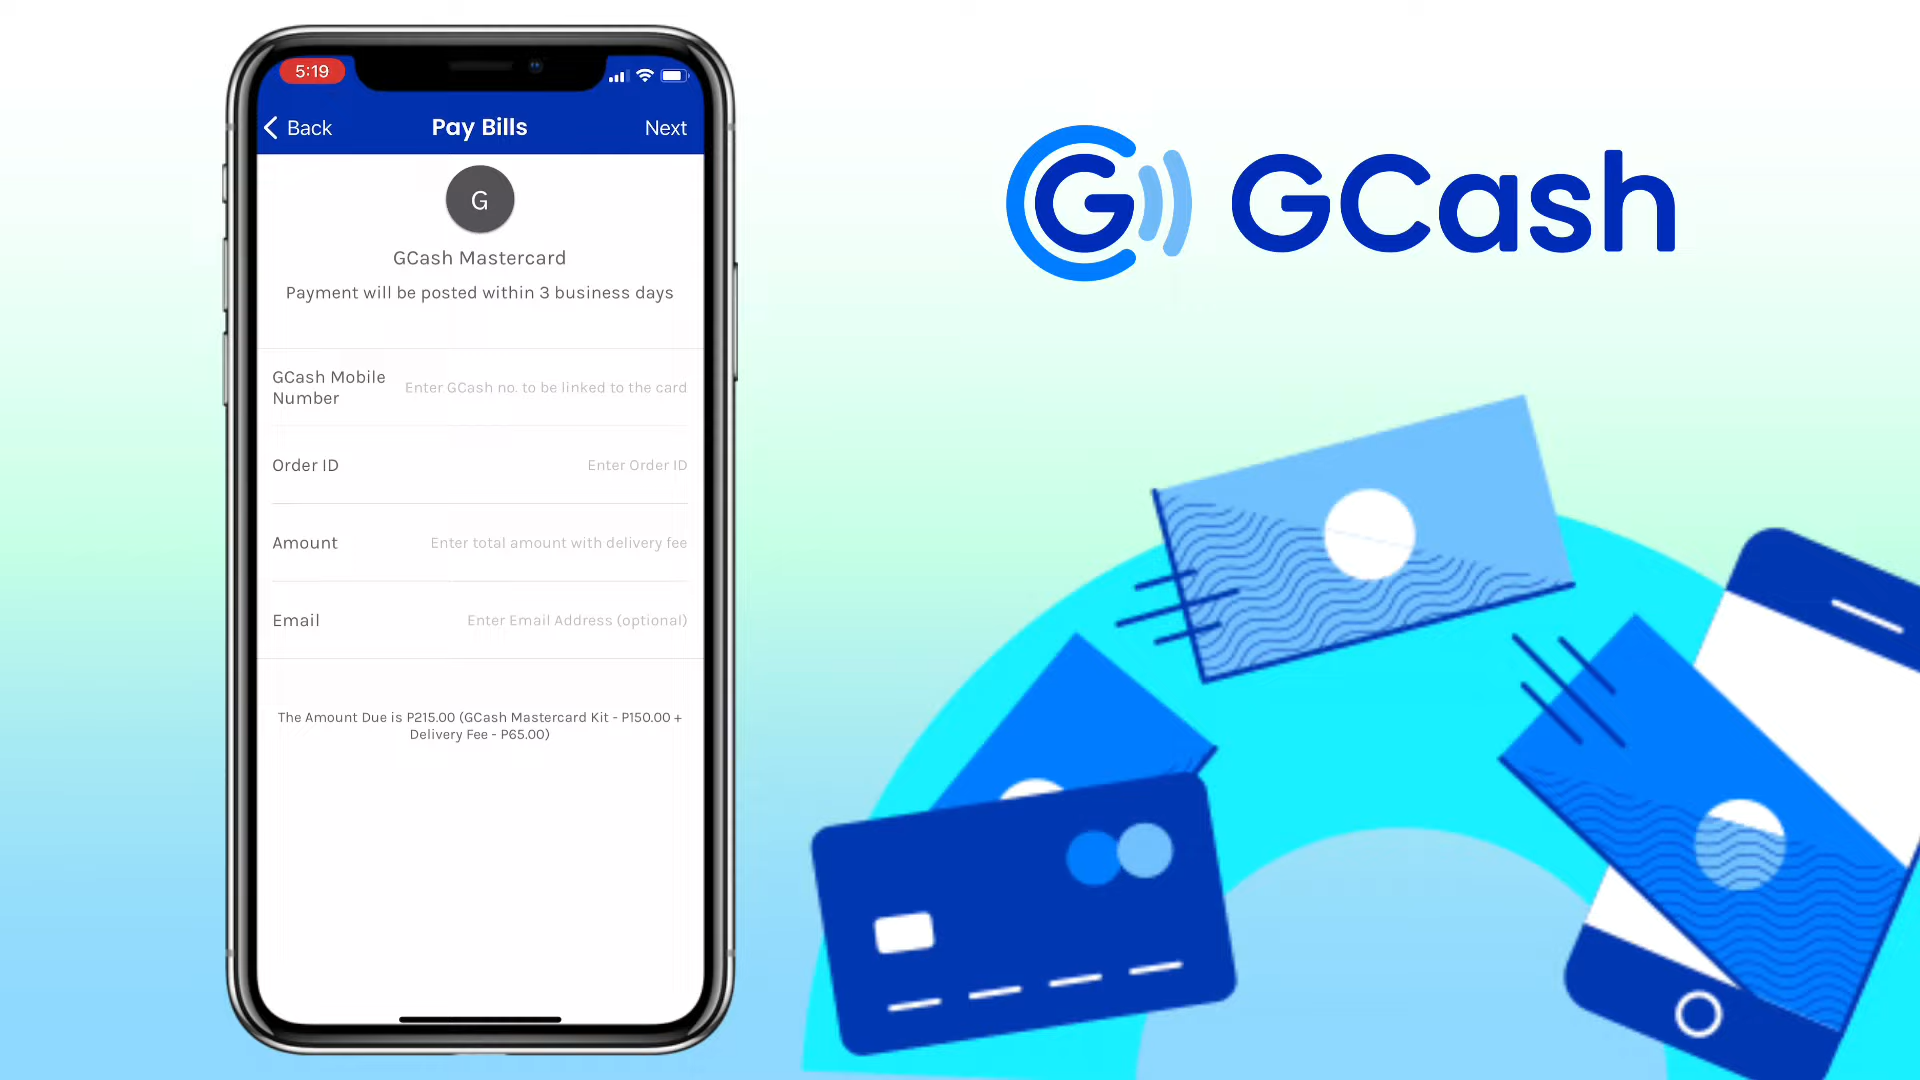 5:19
Back
Pay Bills
Next
G
GCash Mastercard
Payment will be posted within 3 business days
GCash Mobile
Number
Enter GCash no. to be linked to the card
Order ID
Enter Order ID
Amount
Enter total amount with delivery fee
Email
Enter Email Address (optional)
The Amount Due is P215.00 (GCash Mastercard Kit - P150.00 +
Delivery Fee - P65.00)
G
GCash